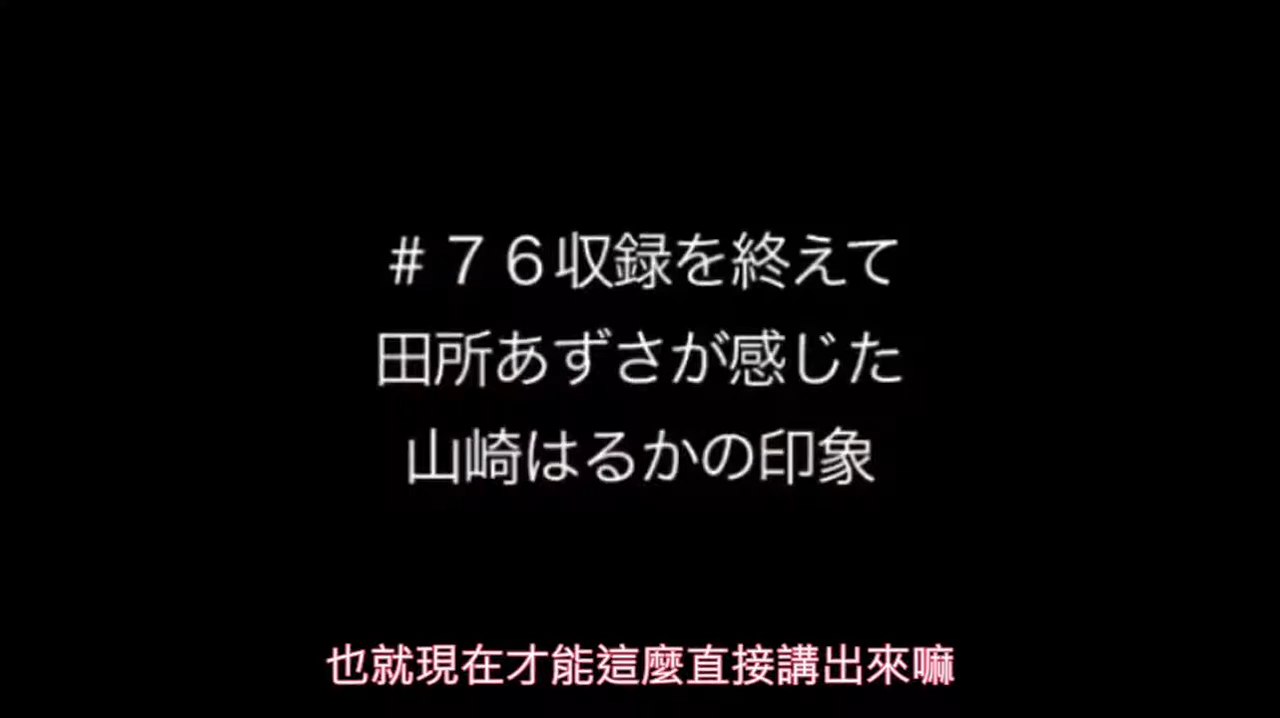 ＃７６収録を終えて
田所あずさが感じた
山崎はるかの印象
也就現在才能這麼直接講出來嘛